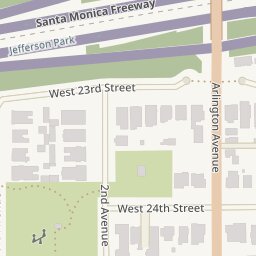 Santa Monica Freeway
Jefferson Park
West 23rd Street
Arlington Avenue
2nd Avenue
West 24th Street